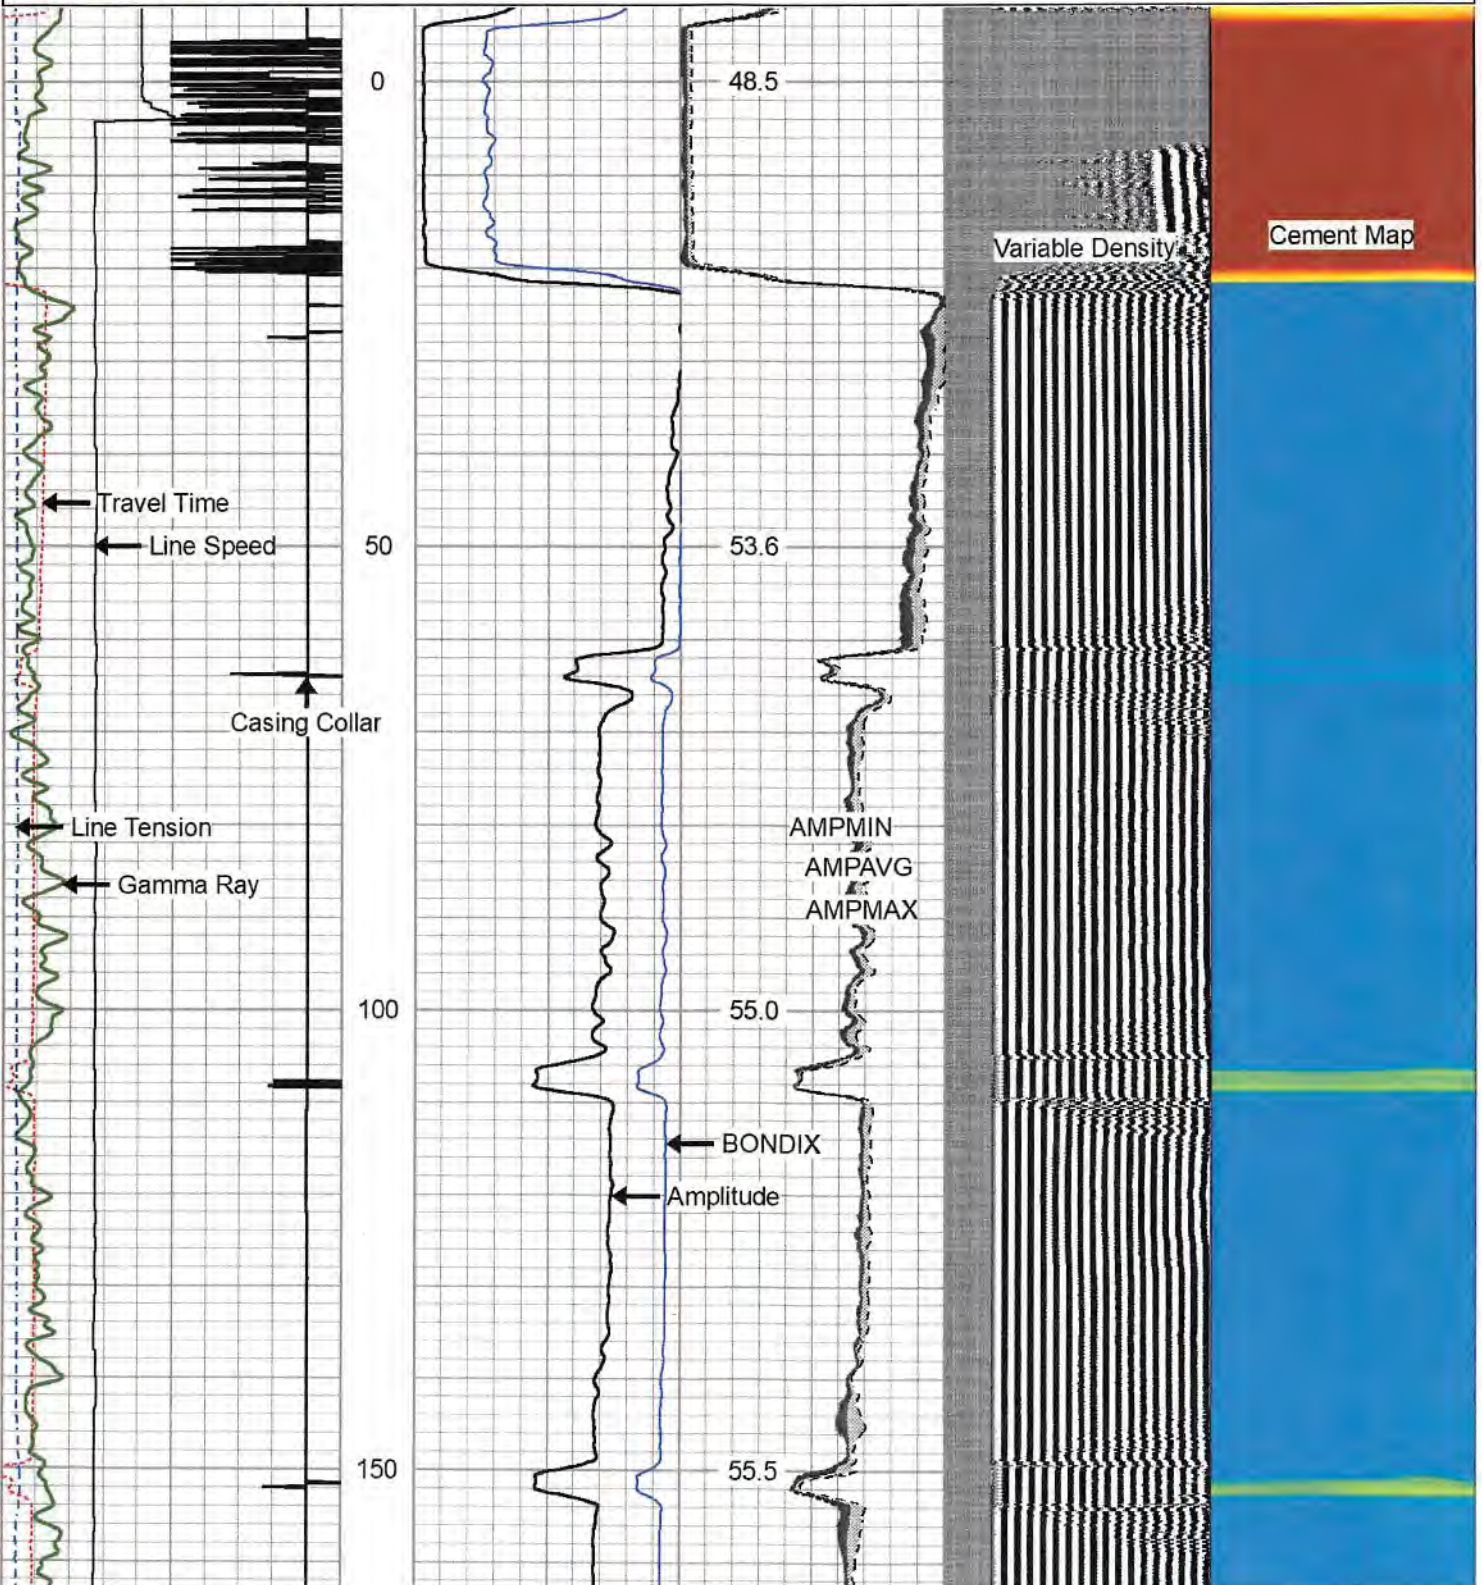 0
48.5
Cement Map
Variable Density
Travel Time
Line Speed
50
53.6
Casing Collar
Line Tension
AMPMIN
AMPAVG
Gamma Ray
AMPMAX
100
55.0
BONDIX
Amplitude
150
55.5